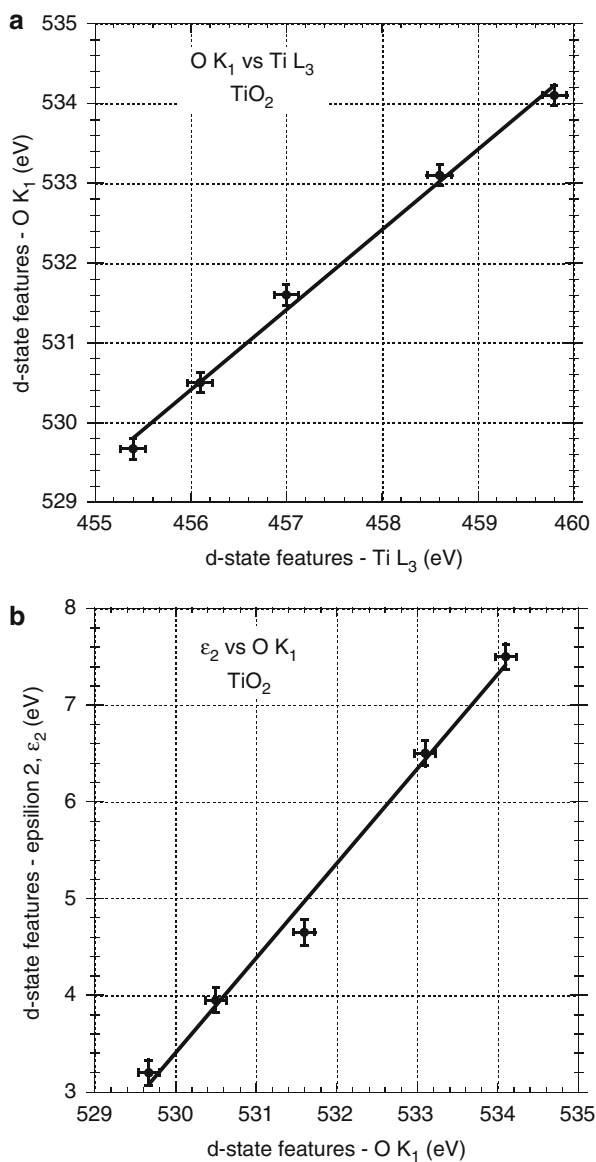 a
O K₁ vs Ti L₃
TiO₂
d-state features - O K₁ (eV)
535
534
533
532
531
530
529
455 456 457 458 459 460
d-state features - Ti L₃ (eV)
b
ε₂ vs O K₁
TiO₂
d-state features - epsilion 2, ε₂ (eV)
8
7
6
5
4
3
529 530 531 532 533 534 535
d-state features - O K₁ (eV)